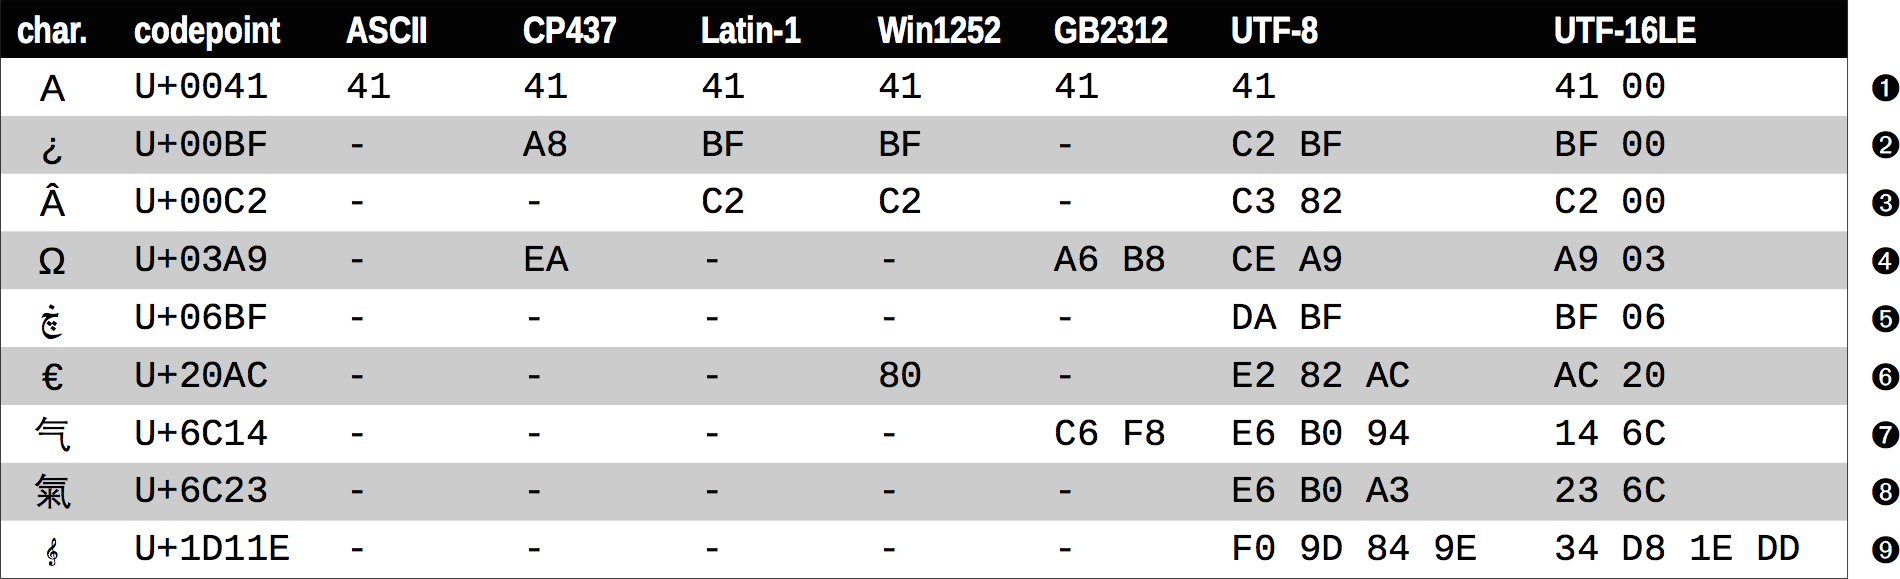 char. codepoint ASCII CP437 Latin-1 Win1252 GB2312 UTF-8 UTF-16LE
A U+0041 41 41 41 41 41 41 41 00 ❶
¿ U+00BF - A8 BF BF - C2 BF BF 00 ❷
Â U+00C2 - - C2 C2 - C3 82 C2 00 ❸
Ω U+03A9 - EA - - A6 B8 CE A9 A9 03 ❹
ڿ U+06BF - - - - - DA BF BF 06 ❺
€ U+20AC - - - 80 - E2 82 AC AC 20 ❻
气 U+6C14 - - - - C6 F8 E6 B0 94 14 6C ❼
氣 U+6C23 - - - - - E6 B0 A3 23 6C ❽
𝄞 U+1D11E - - - - - F0 9D 84 9E 34 D8 1E DD ❾